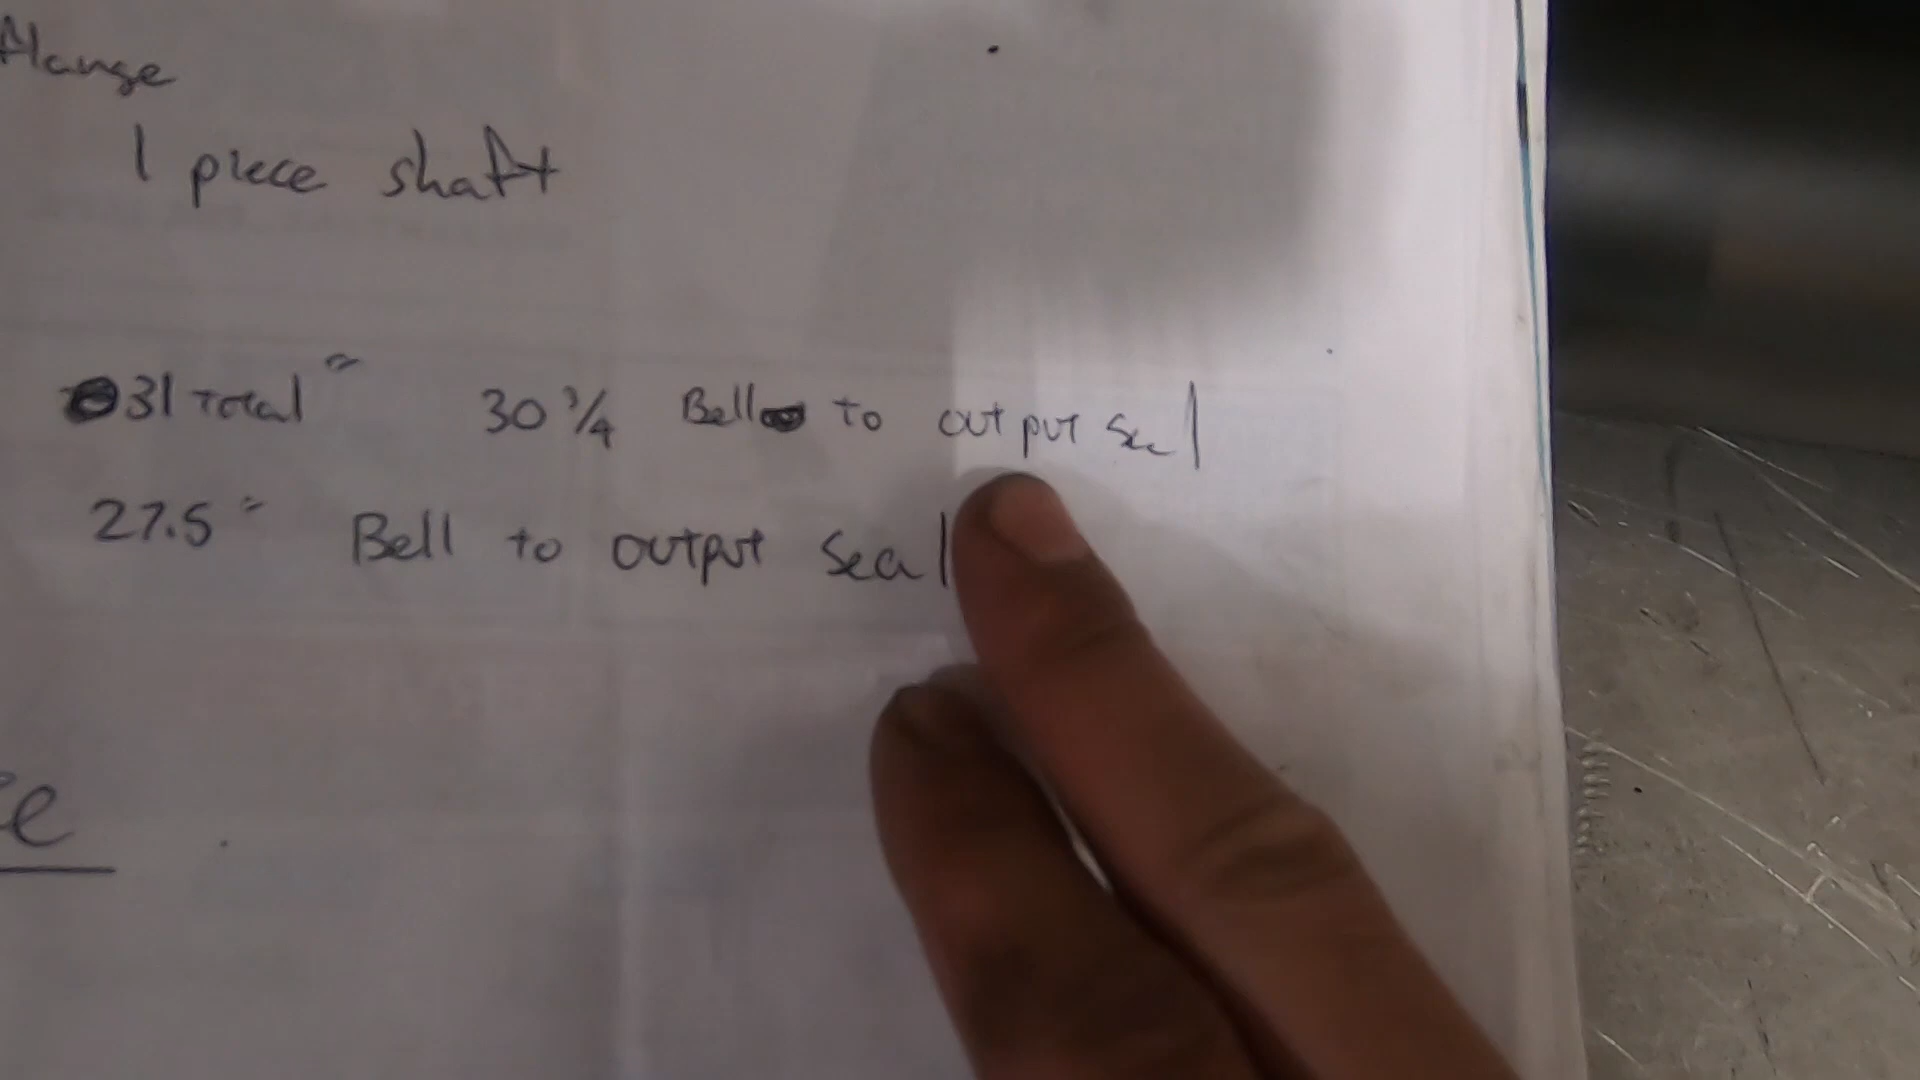 flange
1 piece shaft
31 Total " 30 3/4 Bell to output seal
27.5" Bell to output seal